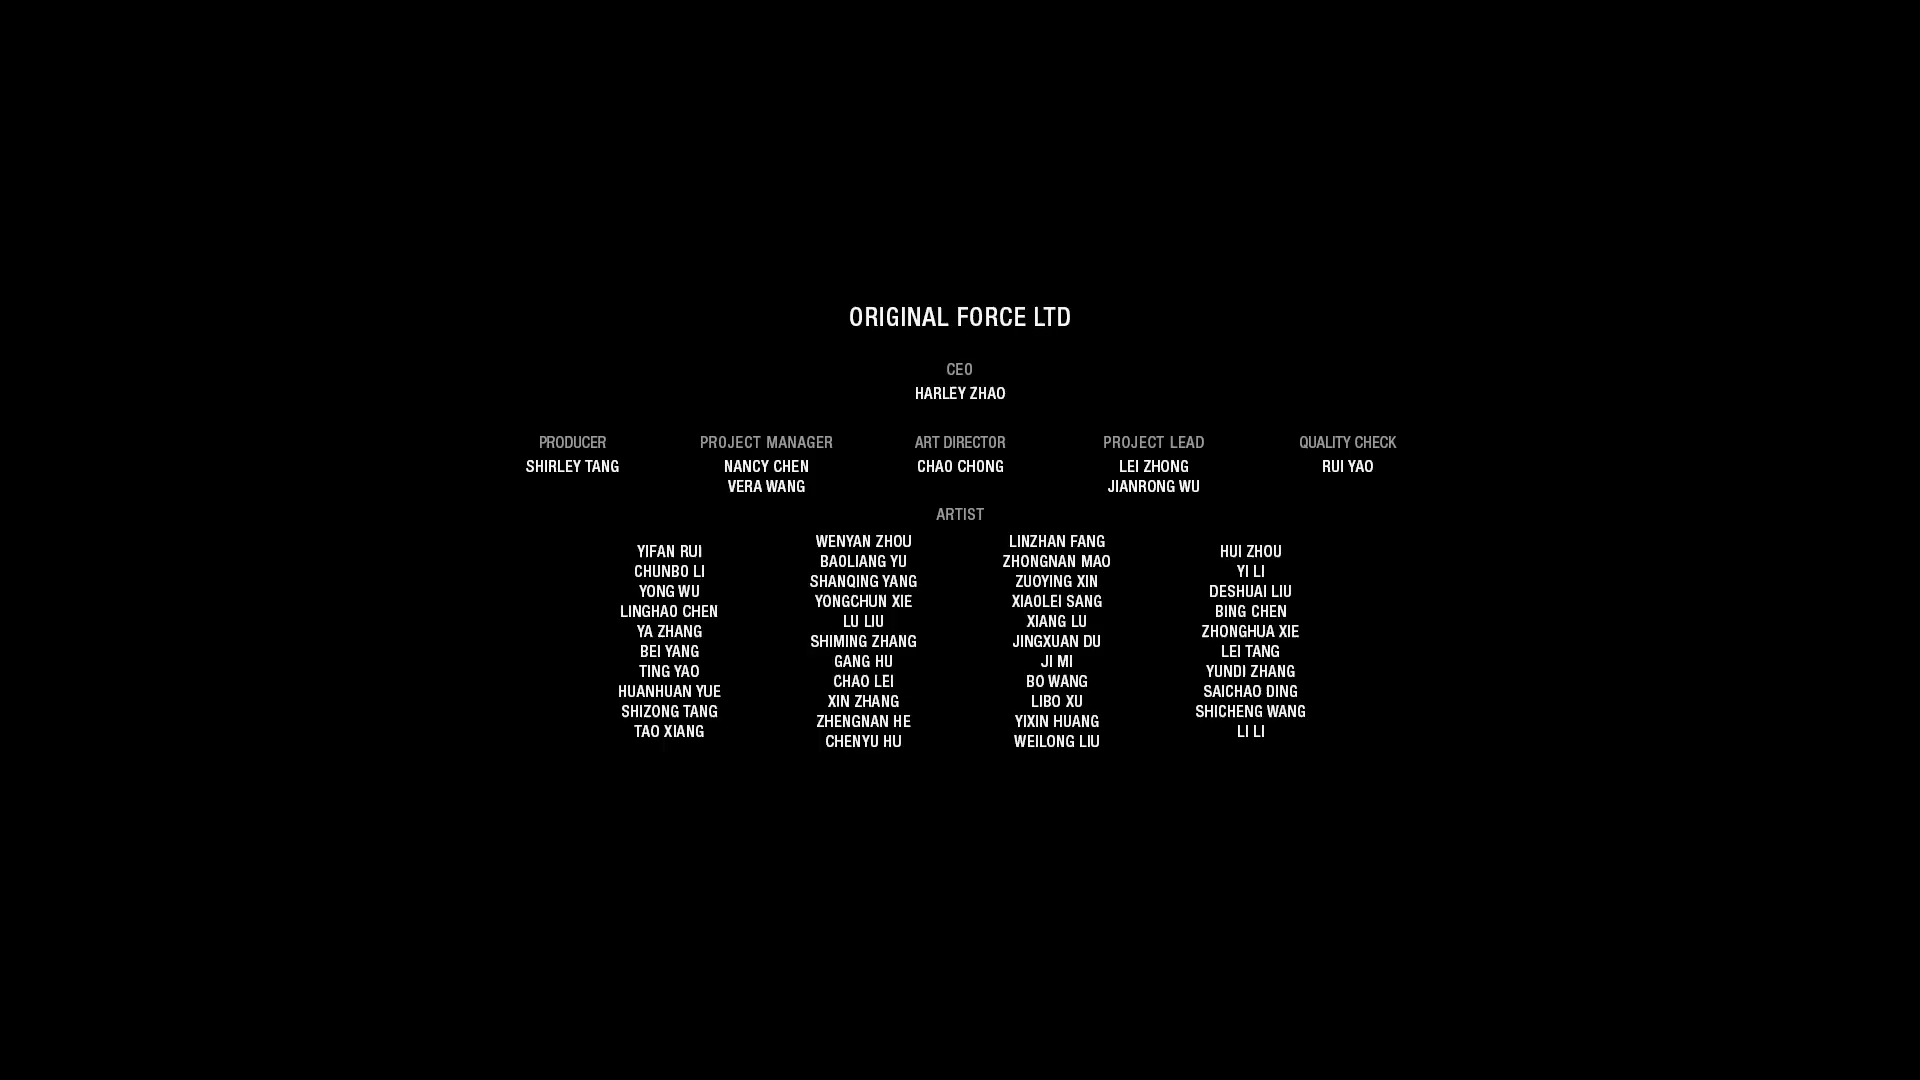 ORIGINAL FORCE LTD
CEO
HARLEY ZHAO
PRODUCER
SHIRLEY TANG
PROJECT MANAGER
NANCY CHEN
VERA WANG
ART DIRECTOR
CHAO CHONG
PROJECT LEAD
LEI ZHONG
JIANRONG WU
QUALITY CHECK
RUI YAO
ARTIST
YIFAN RUI
CHUNBO LI
YONG WU
LINGHAO CHEN
YA ZHANG
BEI YANG
TING YAO
HUANHUAN YUE
SHIZONG TANG
TAO XIANG
WENYAN ZHOU
BAOLIANG YU
SHANQING YANG
YONGCHUN XIE
LU LIU
SHIMING ZHANG
GANG HU
CHAO LEI
XIN ZHANG
ZHENGNAN HE
CHENYU HU
LINZHAN FANG
ZHONGNAN MAO
ZUOYING XIN
XIAOLEI SANG
XIANG LU
JINGXUAN DU
JI MI
BO WANG
LIBO XU
YIXIN HUANG
WEILONG LIU
HUI ZHOU
YI LI
DESHUAI LIU
BING CHEN
ZHONGHUA XIE
LEI TANG
YUNDI ZHANG
SAICHAO DING
SHICHENG WANG
LI LI